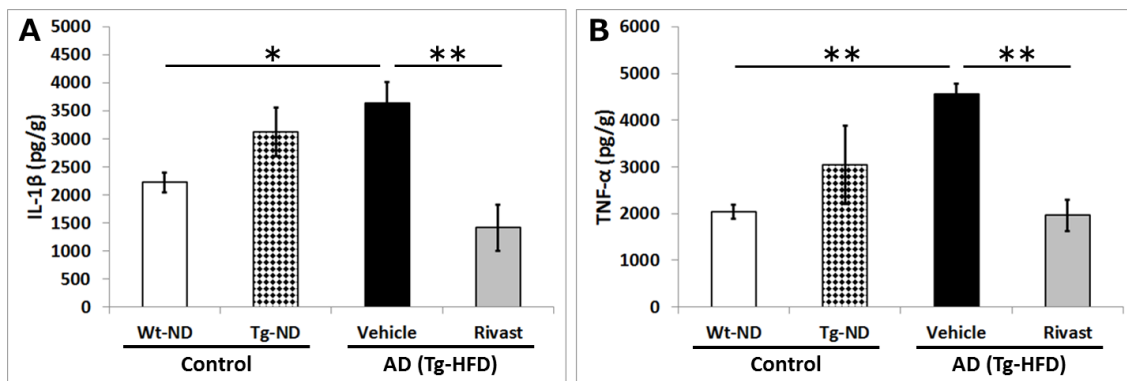 A
5000
4500
4000
3500
3000
2500
2000
1500
1000
500
0
IL-1β (pg/g)
*
**
Wt-ND Tg-ND Vehicle Rivast
Control AD (Tg-HFD)
B
6000
5000
4000
3000
2000
1000
0
TNF-α (pg/g)
**
**
Wt-ND Tg-ND Vehicle Rivast
Control AD (Tg-HFD)